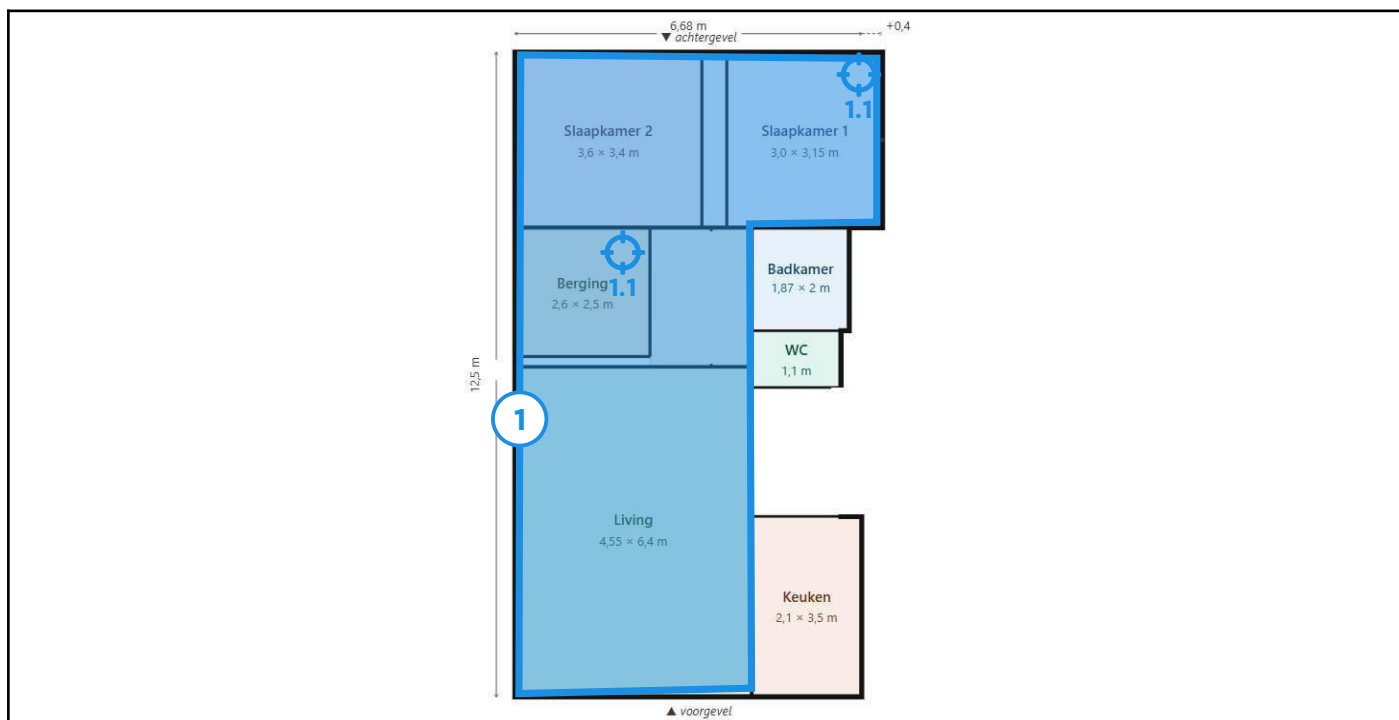 6,68 m
+0,4
▼ achtergevel
Slaapkamer 2
3,6 × 3,4 m
Slaapkamer 1
3,0 × 3,15 m
1.1
Berging
2,6 × 2,5 m
1.1
Badkamer
1,87 × 2 m
WC
1,1 m
12,5 m
1
Living
4,55 × 6,4 m
Keuken
2,1 × 3,5 m
▲ voorgevel